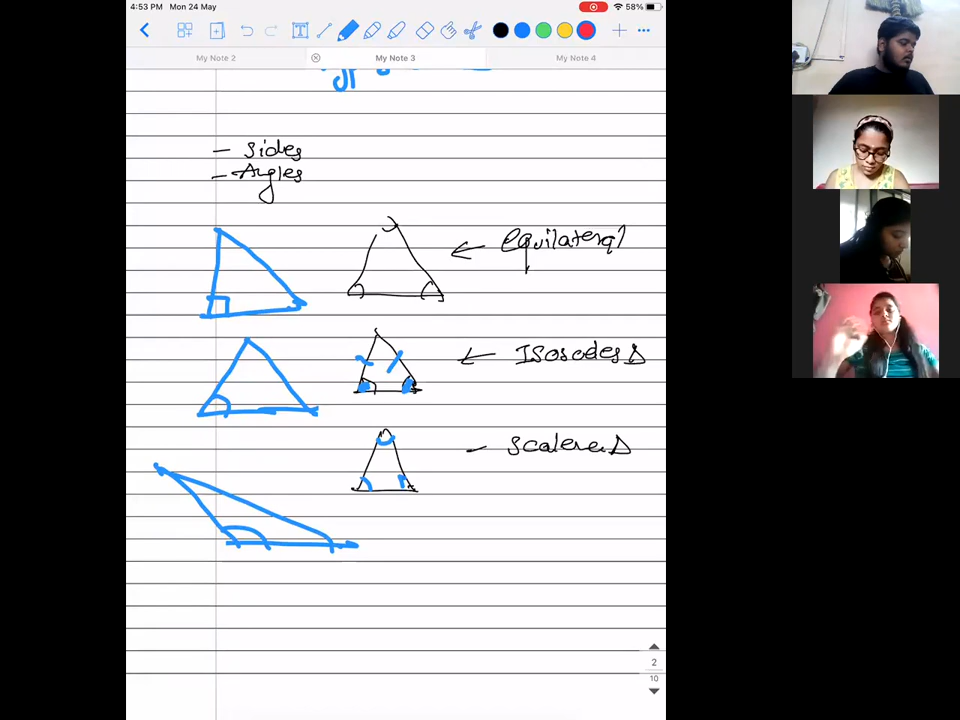 4:53 PM Mon 24 May
58%
My Note 2
My Note 3
My Note 4
- Sides
- Angles
← equilateral
← Isosceles Δ
- Scalene Δ
2
10